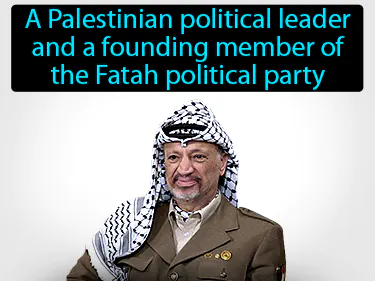 A Palestinian political leader
and a founding member of
the Fatah political party